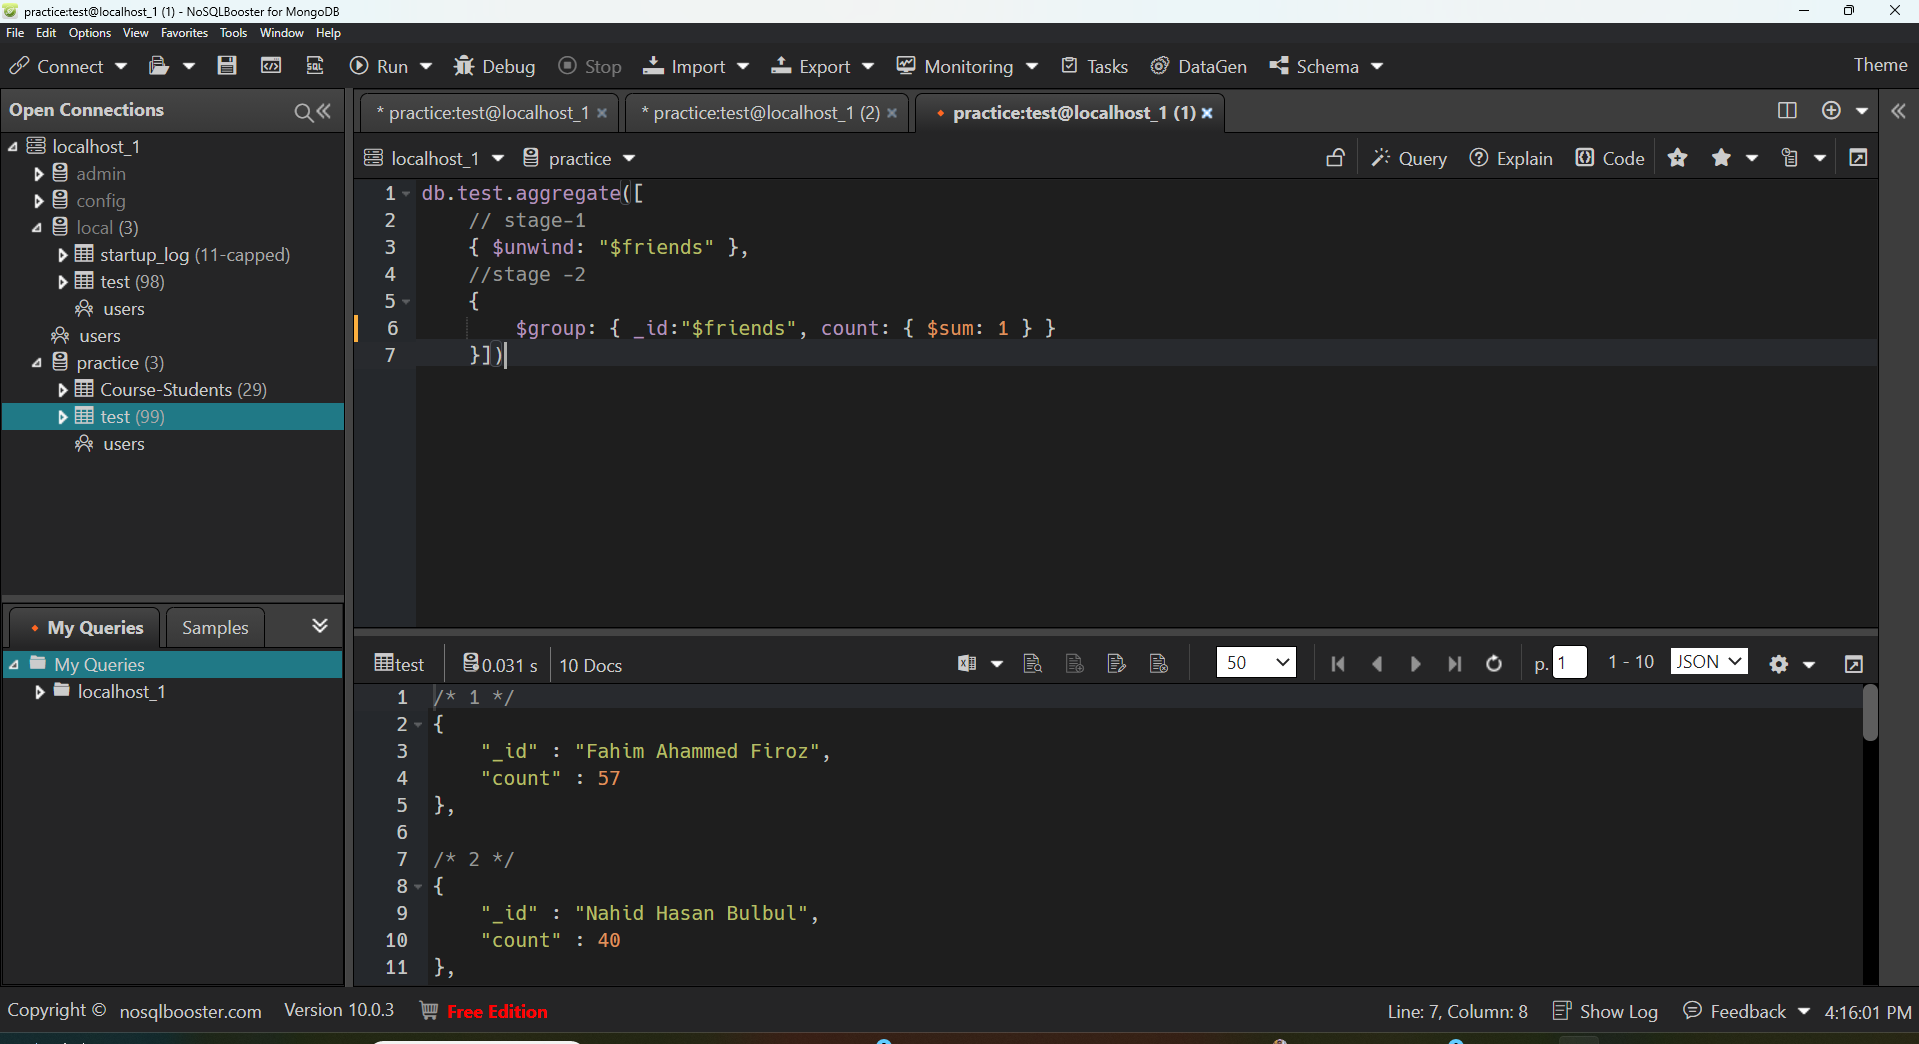 practice:test@localhost_1 (1) - NoSQLBooster for MongoDB
File Edit Options View Favorites Tools Window Help
Connect Run Debug Stop Import Export Monitoring Tasks DataGen Schema Theme
Open Connections
* practice:test@localhost_1 * practice:test@localhost_1 (2) practice:test@localhost_1 (1)
localhost_1 practice Query Explain Code
localhost_1
admin
config
local (3)
startup_log (11-capped)
test (98)
users
users
practice (3)
Course-Students (29)
test (99)
users
1 db.test.aggregate([
2 // stage-1
3 { $unwind: "$friends" },
4 //stage -2
5 {
6 $group: { _id:"$friends", count: { $sum: 1 } }
7 }])
My Queries Samples
My Queries
localhost_1
test 0.031 s 10 Docs 50 p. 1 1 - 10 JSON
1 /* 1 */
2 {
3 "_id" : "Fahim Ahammed Firoz",
4 "count" : 57
5 },
6
7 /* 2 */
8 {
9 "_id" : "Nahid Hasan Bulbul",
10 "count" : 40
11 },
Copyright © nosqlbooster.com Version 10.0.3 Free Edition Line: 7, Column: 8 Show Log Feedback 4:16:01 PM